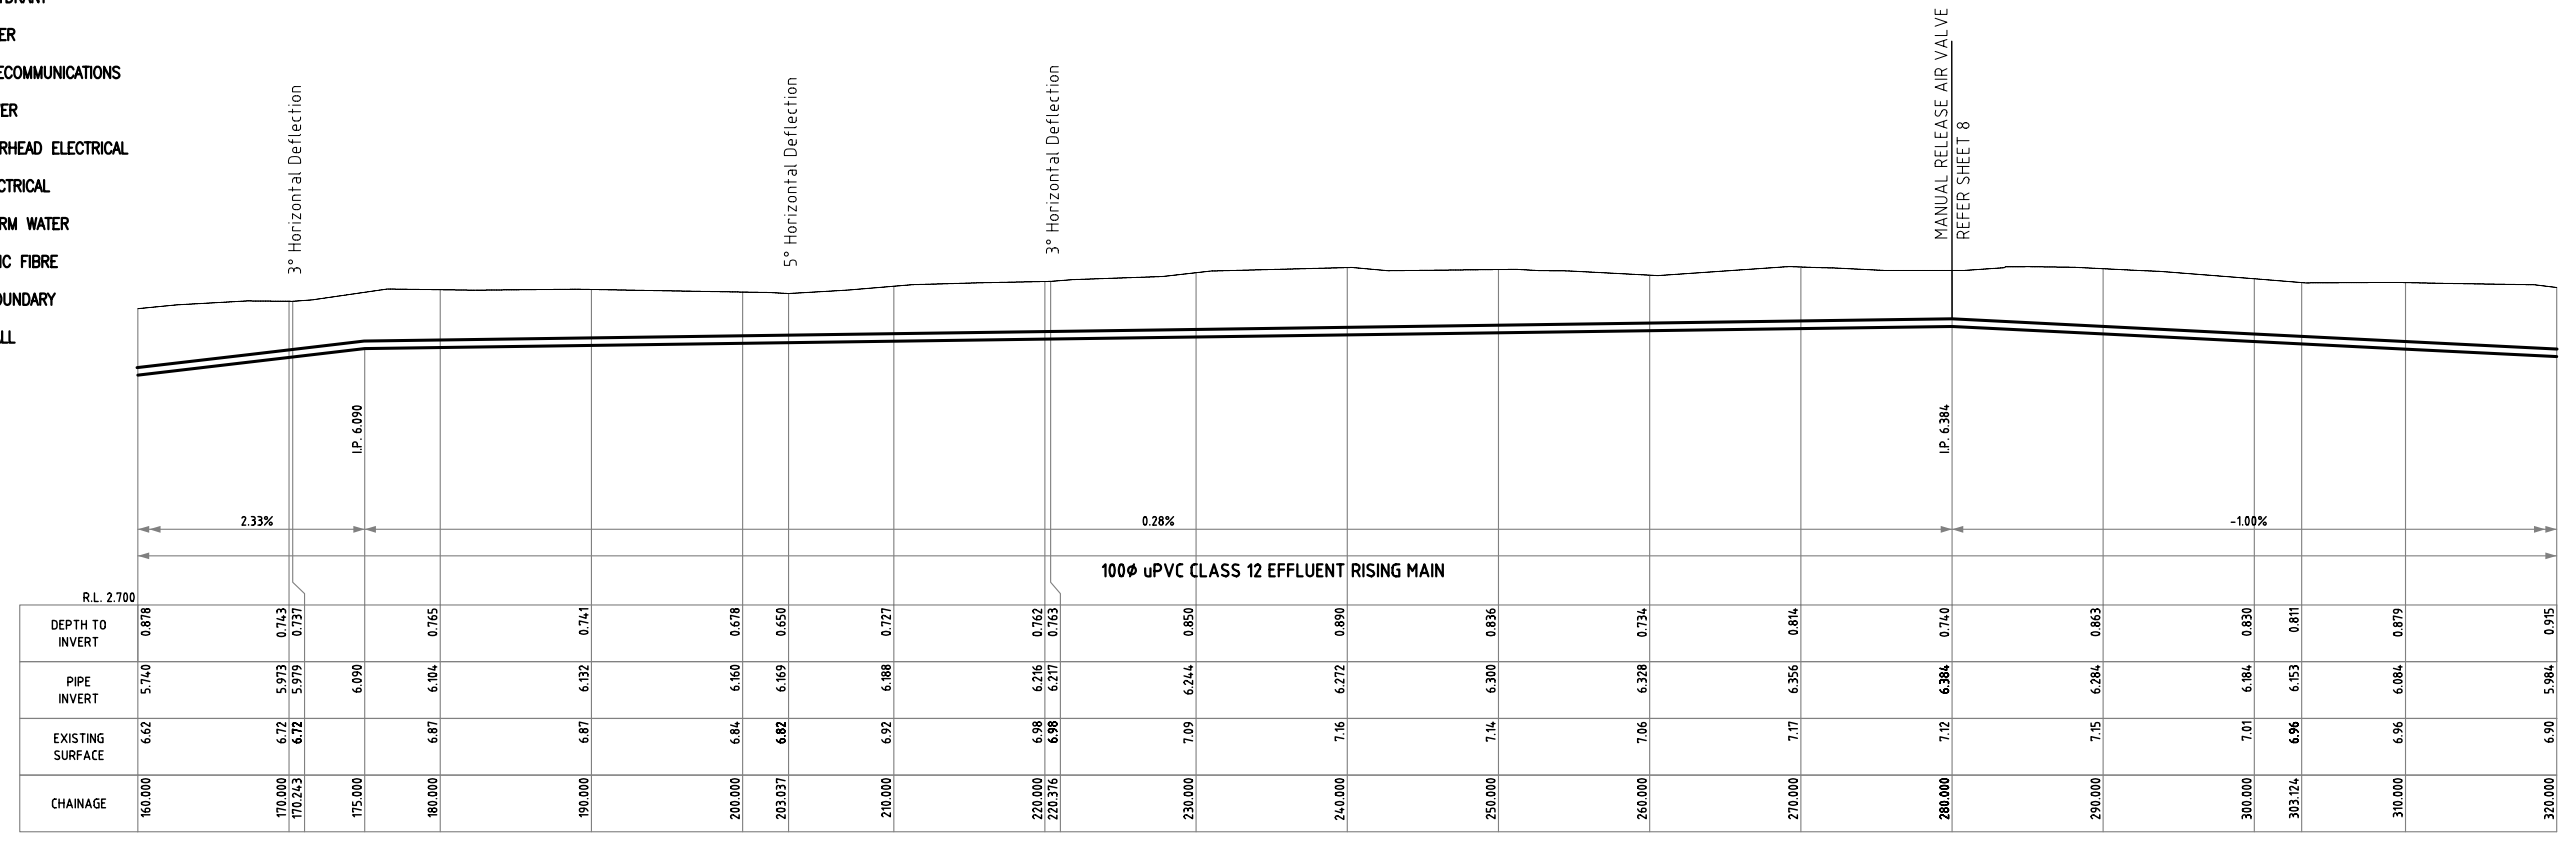 ER
ECOMMUNICATIONS
ER
RHEAD ELECTRICAL
CTRICAL
RM WATER
IC FIBRE
OUNDARY
LL
3° Horizontal Deflection
5° Horizontal Deflection
3° Horizontal Deflection
MANUAL RELEASE AIR VALVE
REFER SHEET 8
I.P. 6.090
I.P. 6.384
2.33%
0.28%
-1.00%
100Ø uPVC CLASS 12 EFFLUENT RISING MAIN
R.L. 2.700
DEPTH TO
INVERT
0.878 0.743 0.737 0.765 0.741 0.678 0.650 0.727 0.762 0.763 0.850 0.890 0.836 0.734 0.814 0.740 0.863 0.830 0.811 0.879 0.915
PIPE
INVERT
5.740 5.973 5.979 6.090 6.104 6.132 6.160 6.169 6.188 6.216 6.217 6.244 6.272 6.300 6.328 6.356 6.384 6.284 6.184 6.153 6.084 5.984
EXISTING
SURFACE
6.62 6.72 6.72 6.87 6.87 6.84 6.82 6.92 6.98 6.98 7.09 7.16 7.14 7.06 7.17 7.12 7.15 7.01 6.96 6.96 6.90
CHAINAGE
160.000 170.000 170.243 175.000 180.000 190.000 200.000 203.037 210.000 220.000 220.376 230.000 240.000 250.000 260.000 270.000 280.000 290.000 300.000 303.124 310.000 320.000